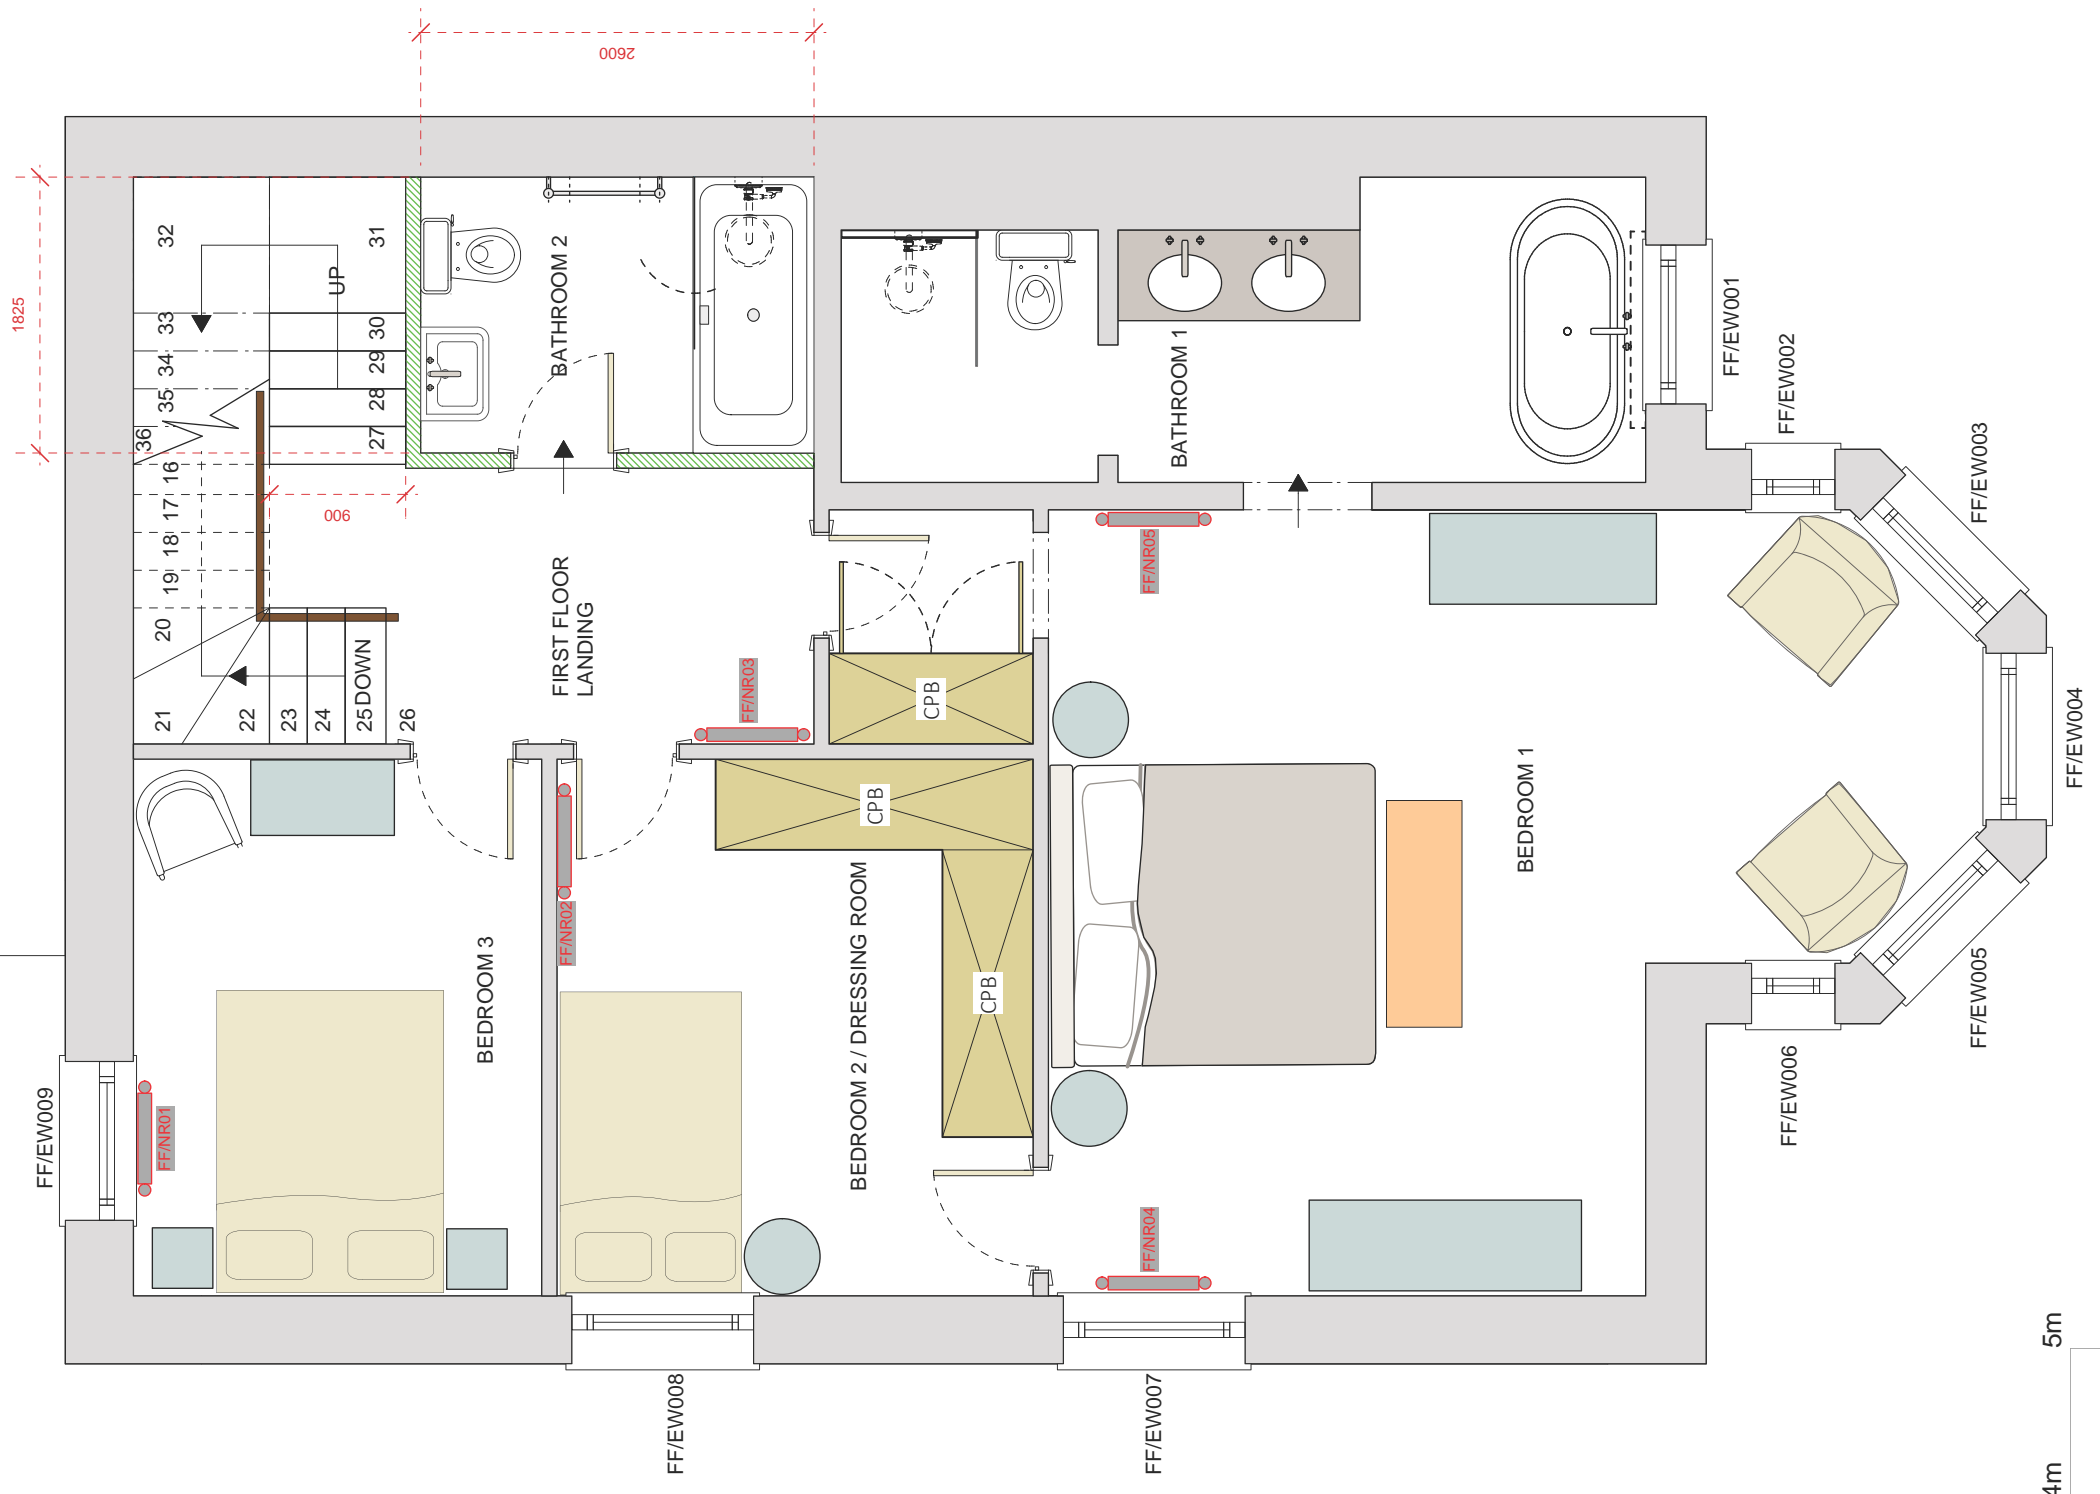 2600
1825
900
32
31
UP
33
30
34
29
35
28
36
27
16
17
18
19
20
21
22
23
24
25
DOWN
26
BATHROOM 2
FIRST FLOOR
LANDING
BATHROOM 1
FF/EW001
FF/EW002
FF/EW003
FF/EW004
FF/EW005
FF/EW006
FF/EW007
FF/EW008
FF/EW009
FF/NR01
FF/NR02
FF/NR03
FF/NR04
FF/NR05
CPB
CPB
CPB
BEDROOM 1
BEDROOM 2 / DRESSING ROOM
BEDROOM 3
5m
4m